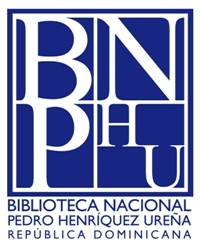 BN
PHU
BIBLIOTECA NACIONAL
PEDRO HENRÍQUEZ UREÑA
REPÚBLICA DOMINICANA